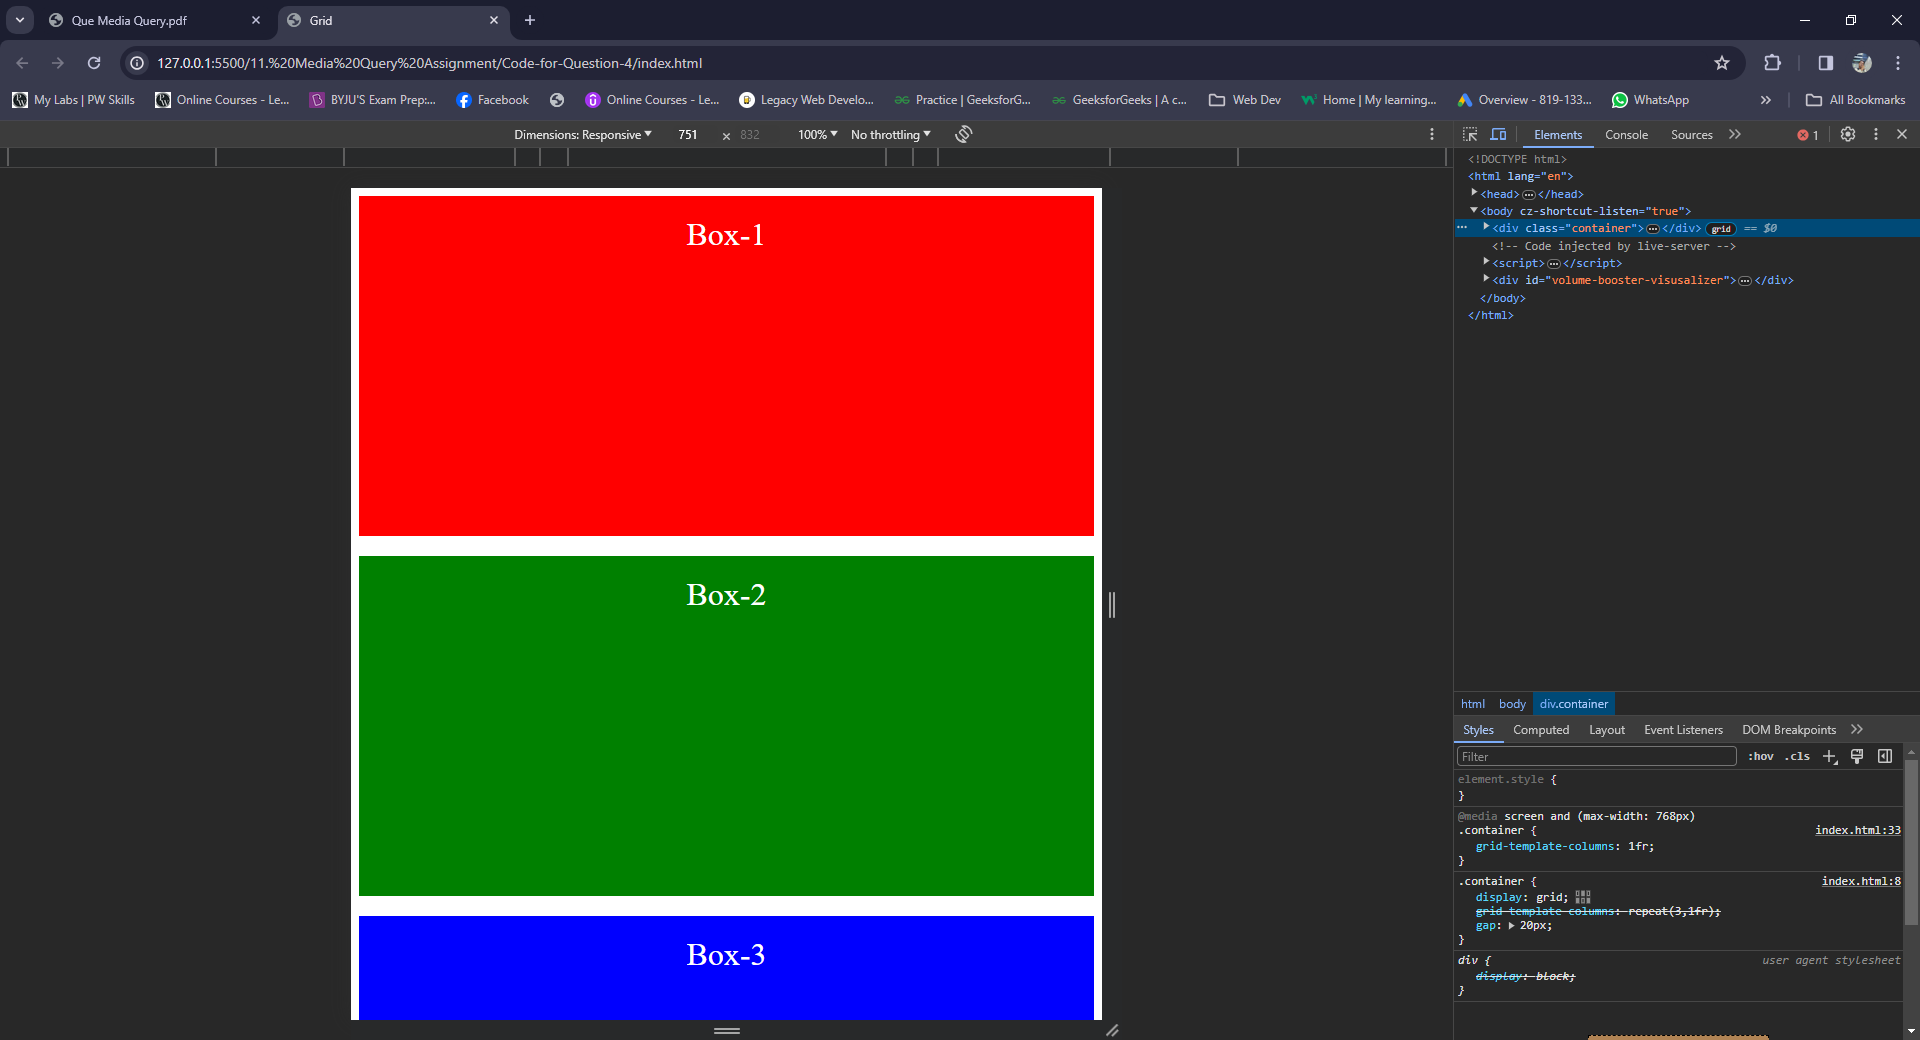 Que Media Query.pdf
Grid
127.0.0.1:5500/11.%20Media%20Query%20Assignment/Code-for-Question-4/index.html
My Labs | PW Skills
Online Courses - Le...
BYJU'S Exam Prep:...
Facebook
Online Courses - Le...
Legacy Web Develo...
Practice | GeeksforG...
GeeksforGeeks | A c...
Web Dev
Home | My learning...
Overview - 819-133...
WhatsApp
All Bookmarks
Dimensions: Responsive
751 × 832
100%
No throttling
Elements
Console
Sources
1
Box-1
Box-2
Box-3
<!DOCTYPE html>
<html lang="en">
<head>…</head>
<body cz-shortcut-listen="true">
<div class="container">…</div> grid == $0
<!-- Code injected by live-server -->
<script>…</script>
<div id="volume-booster-visusalizer">…</div>
</body>
</html>
html body div.container
Styles Computed Layout Event Listeners DOM Breakpoints
Filter
:hov .cls
element.style {
}
@media screen and (max-width: 768px)
.container { index.html:33
grid-template-columns: 1fr;
}
.container { index.html:8
display: grid;
grid-template-columns: repeat(3,1fr);
gap: 20px;
}
div { user agent stylesheet
display: block;
}